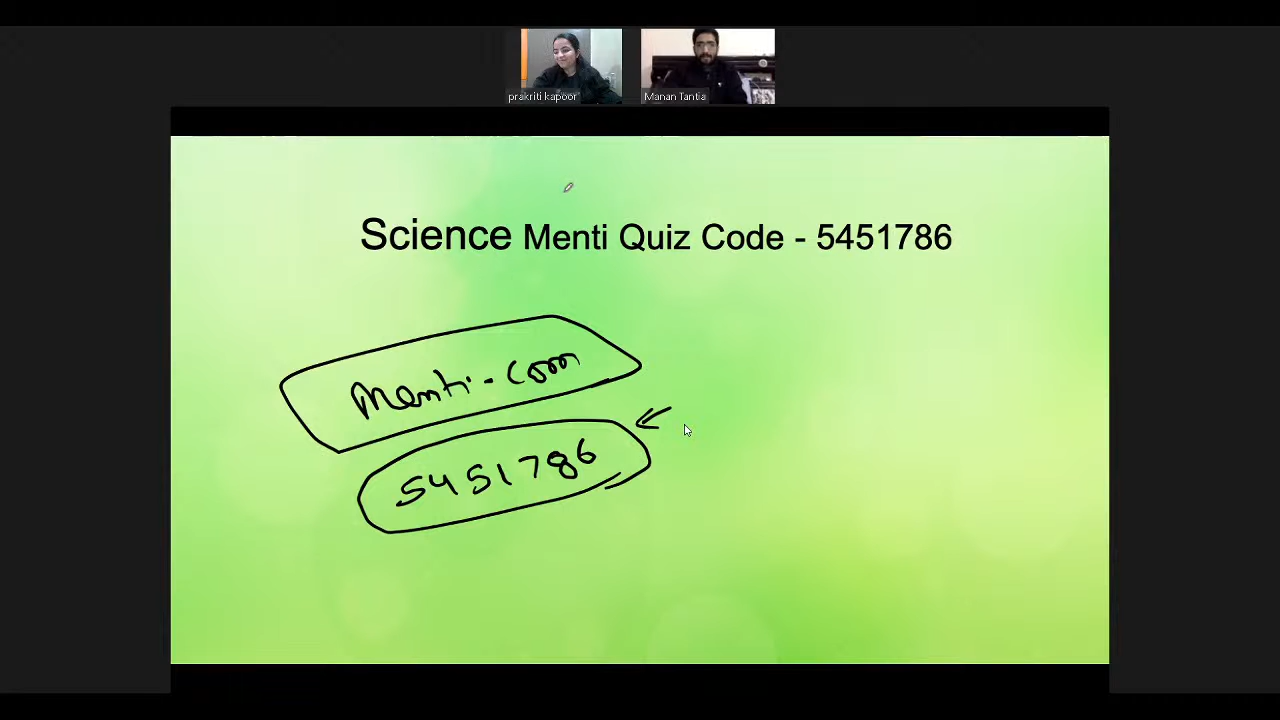 prakriti kapoor
Manan Tantia
Science Menti Quiz Code - 5451786
Menti.com
5451786